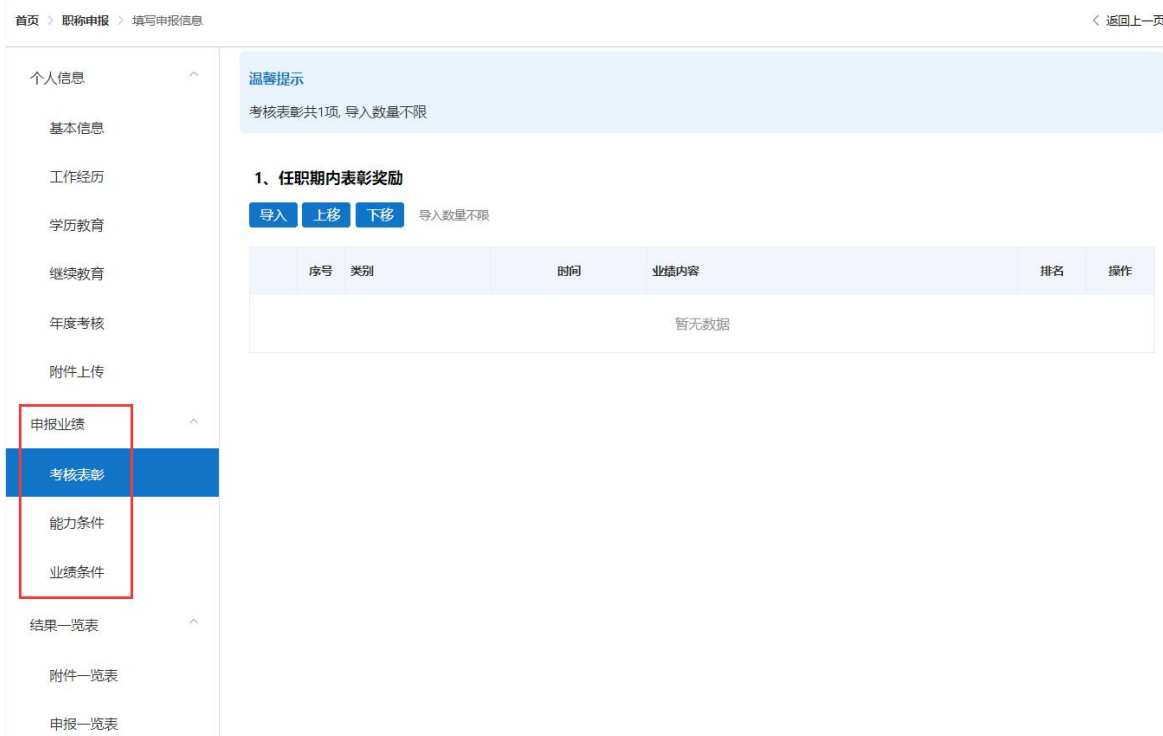 首页 > 职称申报 > 填写申报信息
< 返回上一页
个人信息
基本信息
工作经历
学历教育
继续教育
年度考核
附件上传
申报业绩
考核表彰
能力条件
业绩条件
结果一览表
附件一览表
申报一览表
温馨提示
考核表彰共1项, 导入数量不限
1、任职期内表彰奖励
导入 上移 下移 导入数量不限
序号 类别 时间 业绩内容 排名 操作
暂无数据